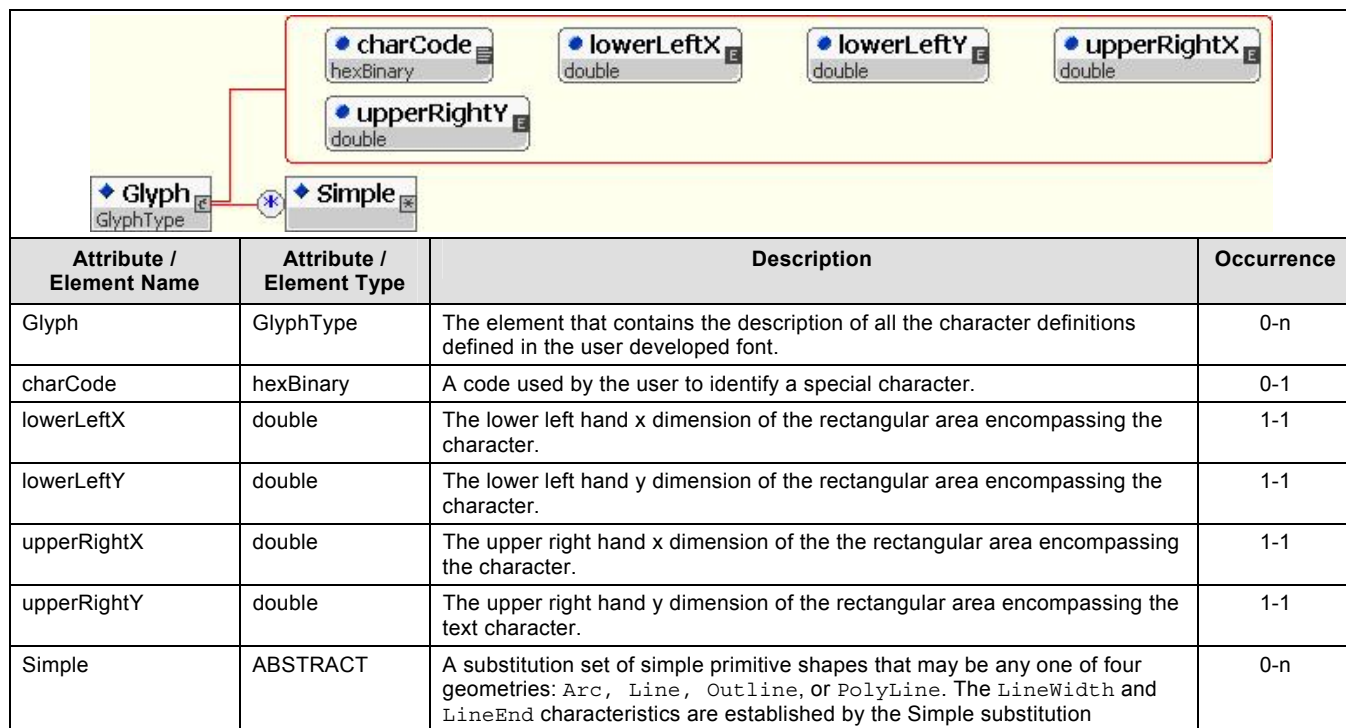 charCode
hexBinary
lowerLeftX
double
lowerLeftY
double
upperRightX
double
upperRightY
double
Glyph
GlyphType
Simple
Attribute / Element Name
Attribute / Element Type
Description
Occurrence
Glyph GlyphType The element that contains the description of all the character definitions 0-n
defined in the user developed font.
charCode hexBinary A code used by the user to identify a special character. 0-1
lowerLeftX double The lower left hand x dimension of the rectangular area encompassing the 1-1
character.
lowerLeftY double The lower left hand y dimension of the rectangular area encompassing the 1-1
character.
upperRightX double The upper right hand x dimension of the the rectangular area encompassing 1-1
the character.
upperRightY double The upper right hand y dimension of the rectangular area encompassing the 1-1
text character.
Simple ABSTRACT A substitution set of simple primitive shapes that may be any one of four 0-n
geometries: Arc, Line, Outline, or PolyLine. The LineWidth and
LineEnd characteristics are established by the Simple substitution